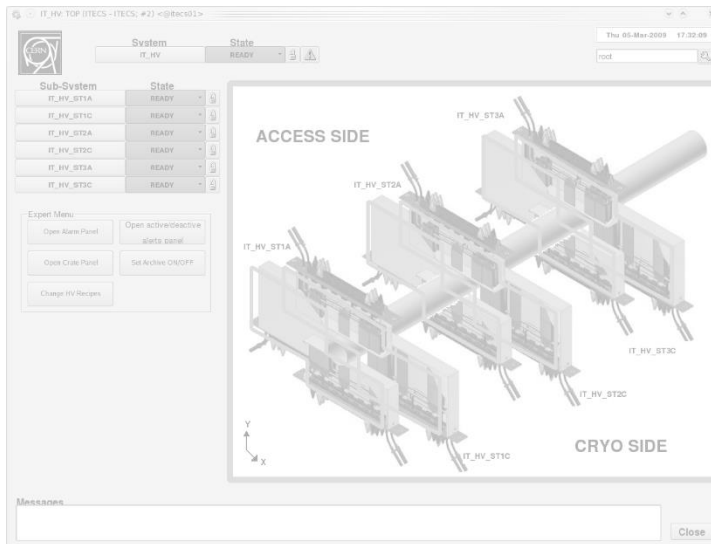 IT_HV: TOP (ITECS - ITECS; #2) <@itecs01>
Thu 05-Mar-2009 17:32:09
CERN
System State
IT_HV READY
root
Sub-System State
IT_HV_ST1A READY
IT_HV_ST1C READY
IT_HV_ST2A READY
IT_HV_ST2C READY
IT_HV_ST3A READY
IT_HV_ST3C READY
Expert Menu
Open Alarm Panel
Open active/deactive
alerts panel
Open Crate Panel
Set Archive ON/OFF
Change HV Recipes
IT_HV_ST3A
ACCESS SIDE
IT_HV_ST2A
IT_HV_ST1A
IT_HV_ST3C
IT_HV_ST2C
Y
X
IT_HV_ST1C
CRYO SIDE
Messages
Close